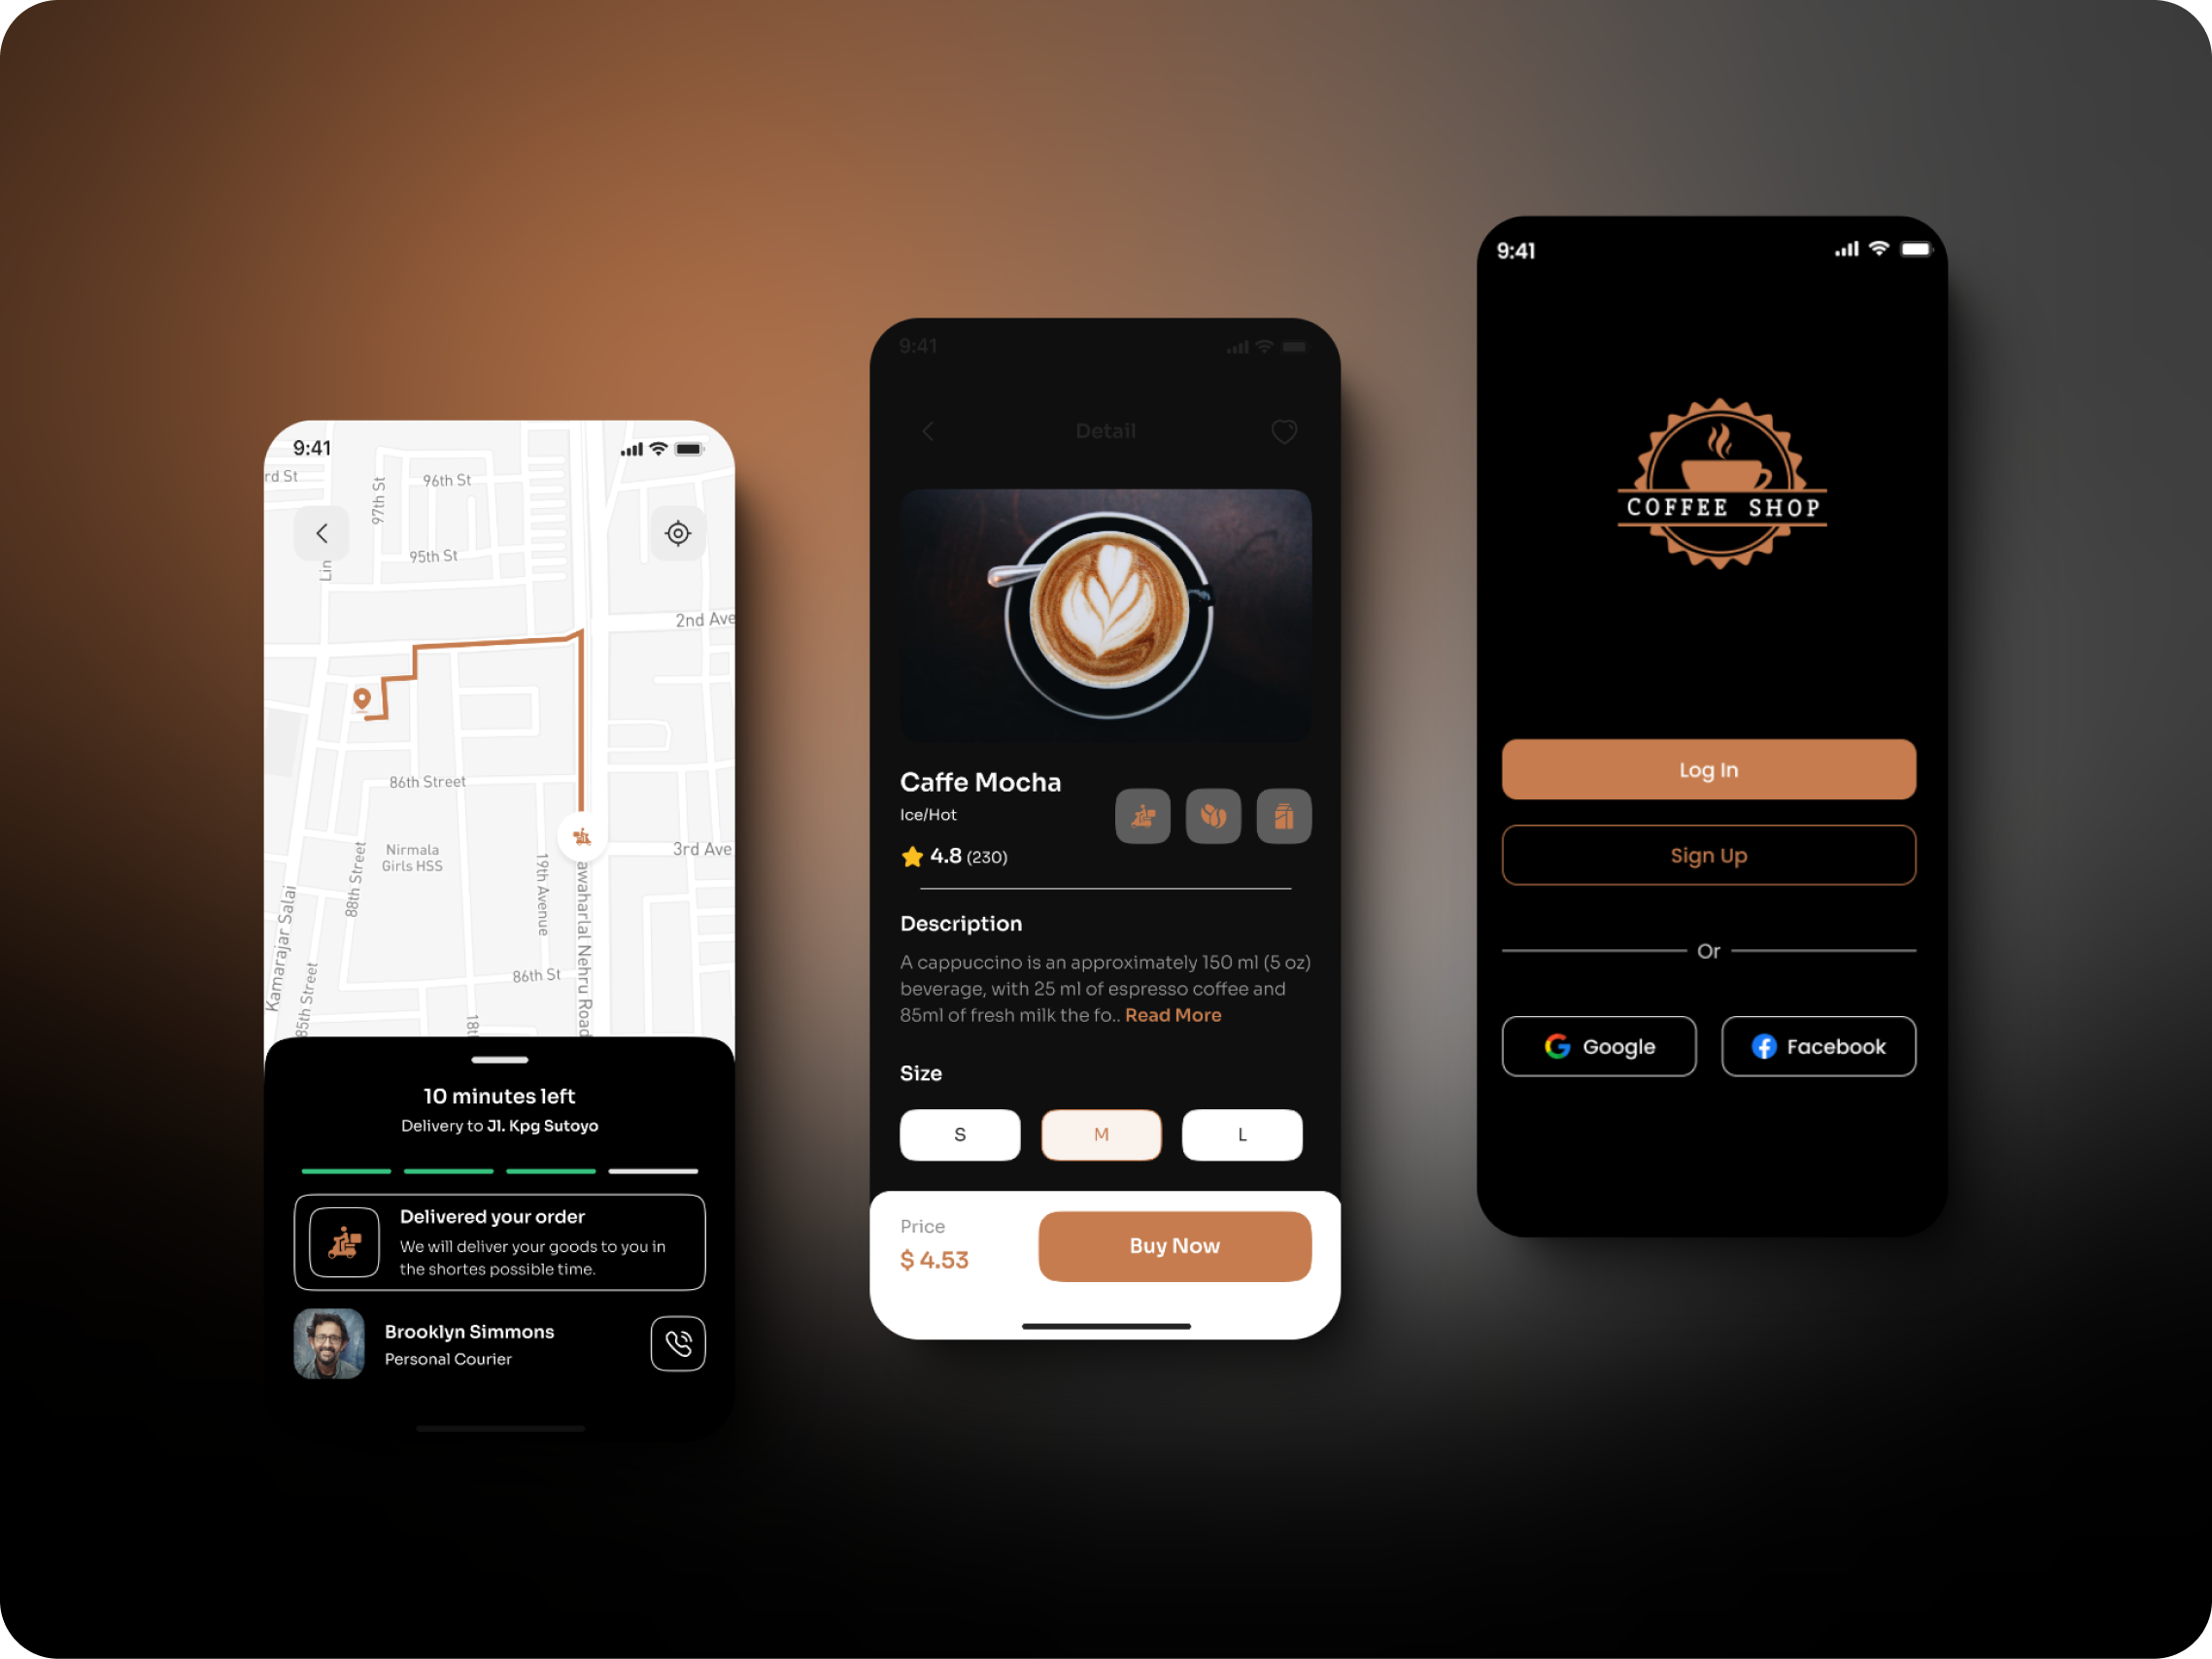 9:41
rd St
97th St
96th St
95th St
Lin
2nd Ave
86th Street
Nirmala
Girls HSS
3rd Ave
88th Street
19th Avenue
awaharlal Nehru Road
Kamarajar Salai
85th Street
86th St
18t
10 minutes left
Delivery to Jl. Kpg Sutoyo
Delivered your order
We will deliver your goods to you in
the shortes possible time.
Brooklyn Simmons
Personal Courier
9:41
Detail
Caffe Mocha
Ice/Hot
4.8 (230)
Description
A cappuccino is an approximately 150 ml (5 oz)
beverage, with 25 ml of espresso coffee and
85ml of fresh milk the fo.. Read More
Size
S M L
Price
$ 4.53
Buy Now
9:41
COFFEE SHOP
Log In
Sign Up
Or
Google
Facebook